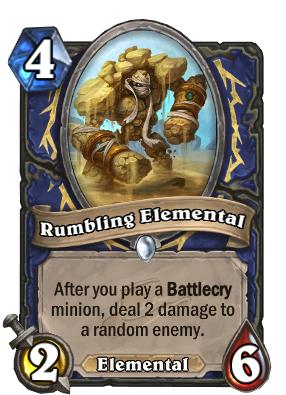 4
Rumbling Elemental
After you play a Battlecry
minion, deal 2 damage to
a random enemy.
2
Elemental
6